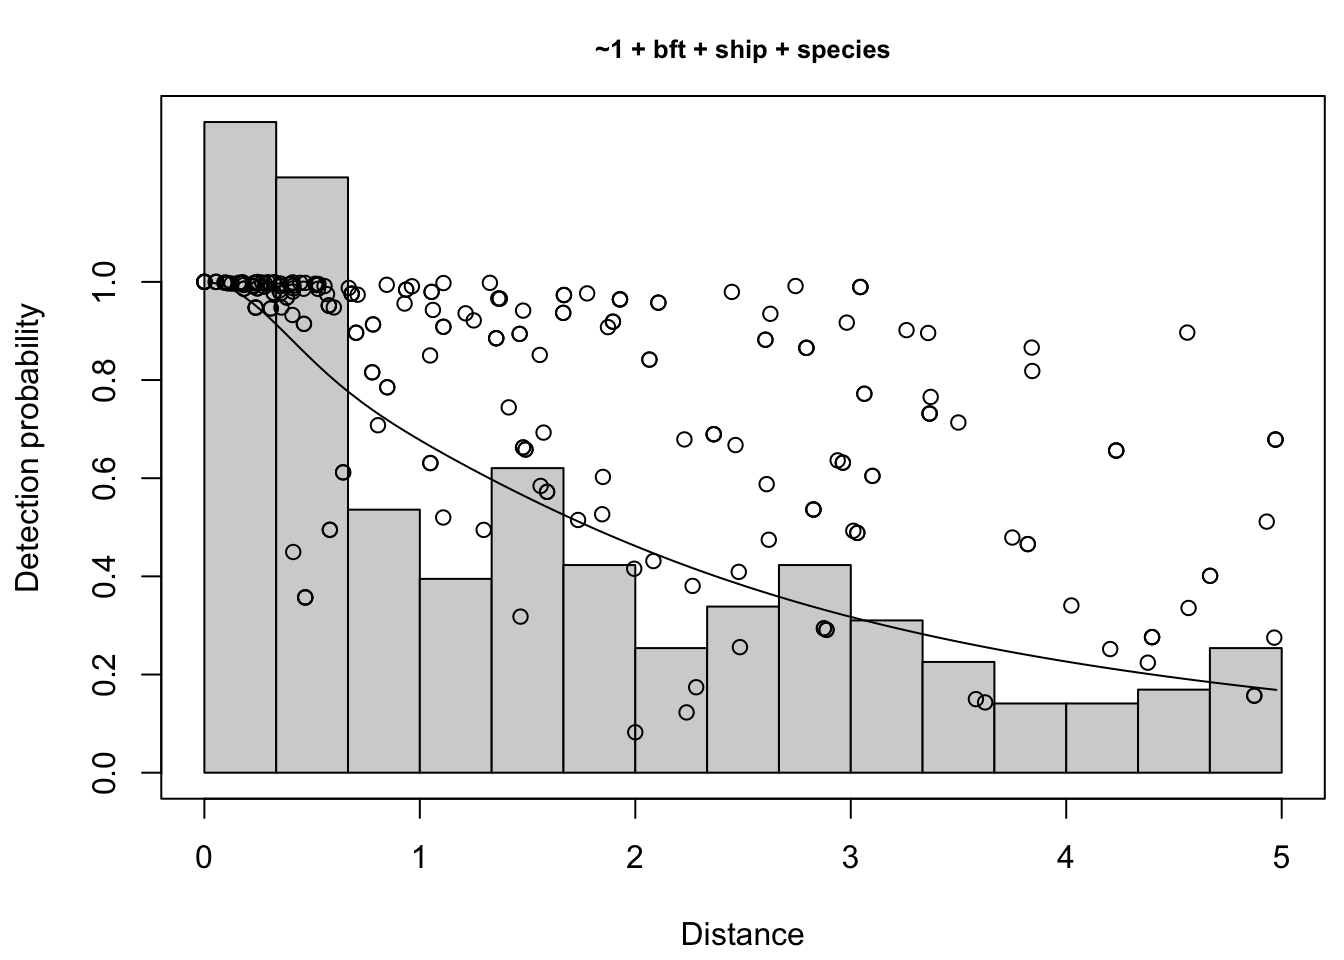 ~1 + bft + ship + species
Detection probability
1.0
0.8
0.6
0.4
0.2
0.0
0 1 2 3 4 5
Distance